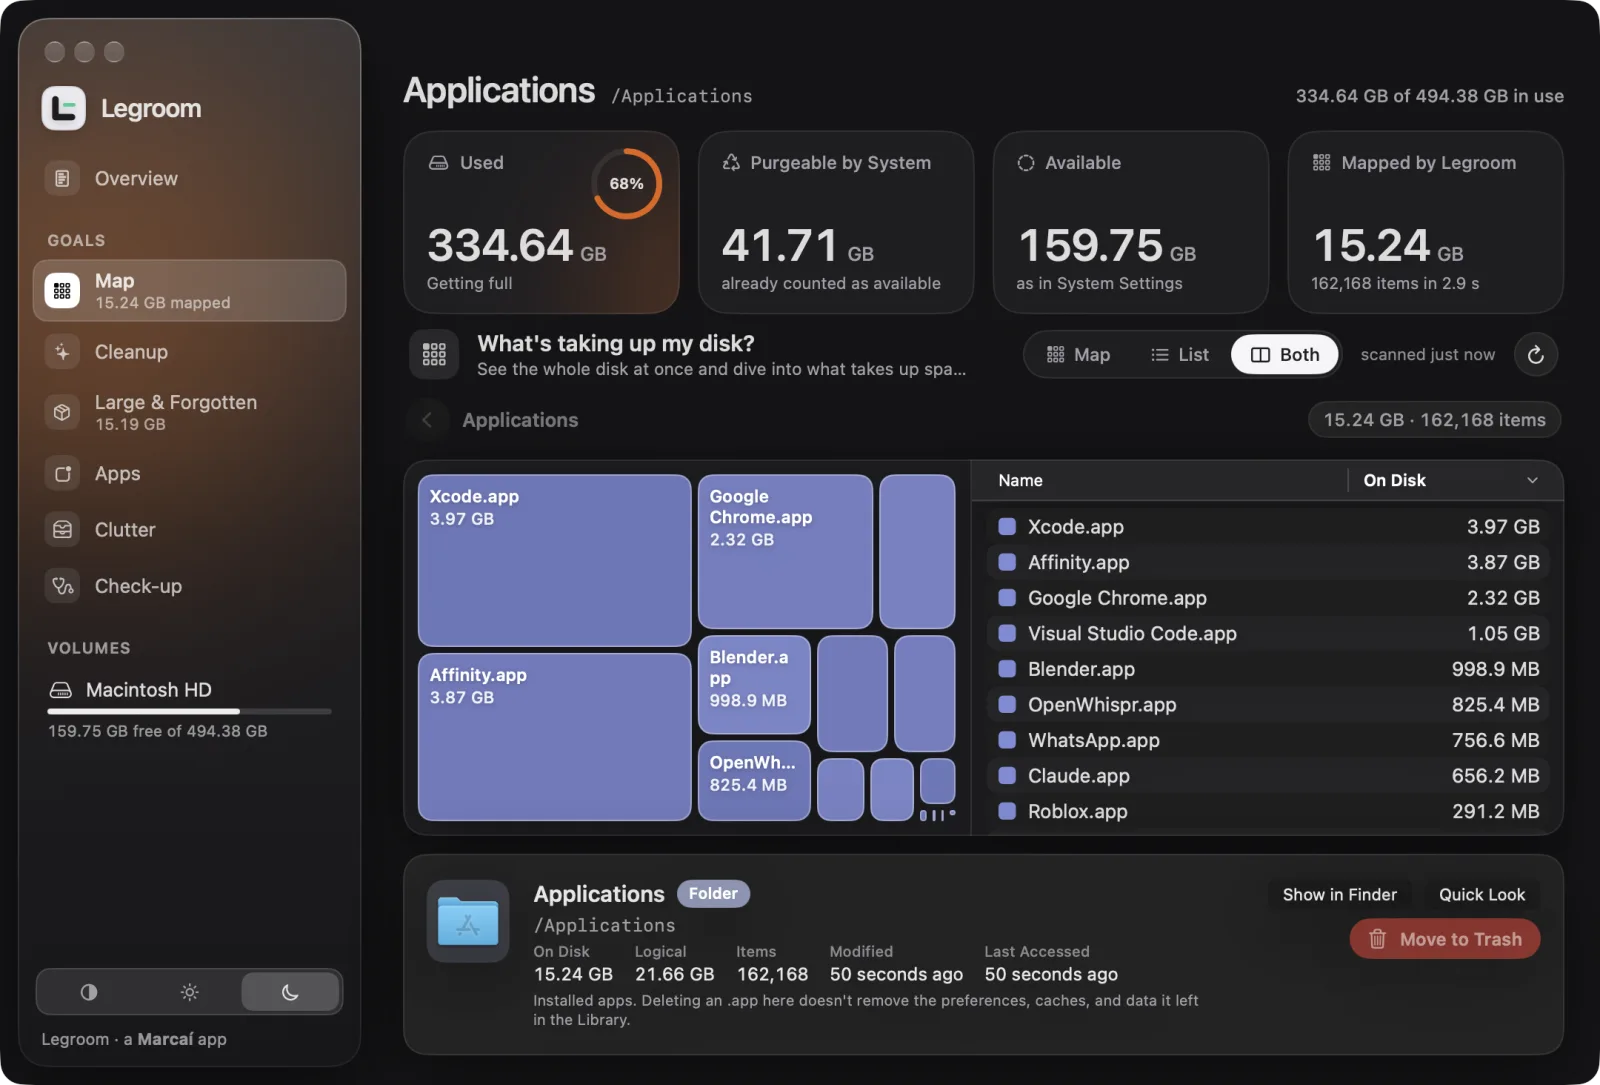 Legroom
Overview
GOALS
Map
15.24 GB mapped
Cleanup
Large & Forgotten
15.19 GB
Apps
Clutter
Check-up
VOLUMES
Macintosh HD
159.75 GB free of 494.38 GB
Legroom · a Marcaí app
Applications /Applications
334.64 GB of 494.38 GB in use
Used
68%
334.64 GB
Getting full
Purgeable by System
41.71 GB
already counted as available
Available
159.75 GB
as in System Settings
Mapped by Legroom
15.24 GB
162,168 items in 2.9 s
What's taking up my disk?
See the whole disk at once and dive into what takes up spa...
Map
List
Both
scanned just now
Applications
15.24 GB · 162,168 items
Xcode.app
3.97 GB
Affinity.app
3.87 GB
Google
Chrome.app
2.32 GB
Blender.a
pp
998.9 MB
OpenWh...
825.4 MB
Name On Disk
Xcode.app 3.97 GB
Affinity.app 3.87 GB
Google Chrome.app 2.32 GB
Visual Studio Code.app 1.05 GB
Blender.app 998.9 MB
OpenWhispr.app 825.4 MB
WhatsApp.app 756.6 MB
Claude.app 656.2 MB
Roblox.app 291.2 MB
Applications Folder
/Applications
On Disk Logical Items Modified Last Accessed
15.24 GB 21.66 GB 162,168 50 seconds ago 50 seconds ago
Installed apps. Deleting an .app here doesn't remove the preferences, caches, and data it left
in the Library.
Show in Finder
Quick Look
Move to Trash